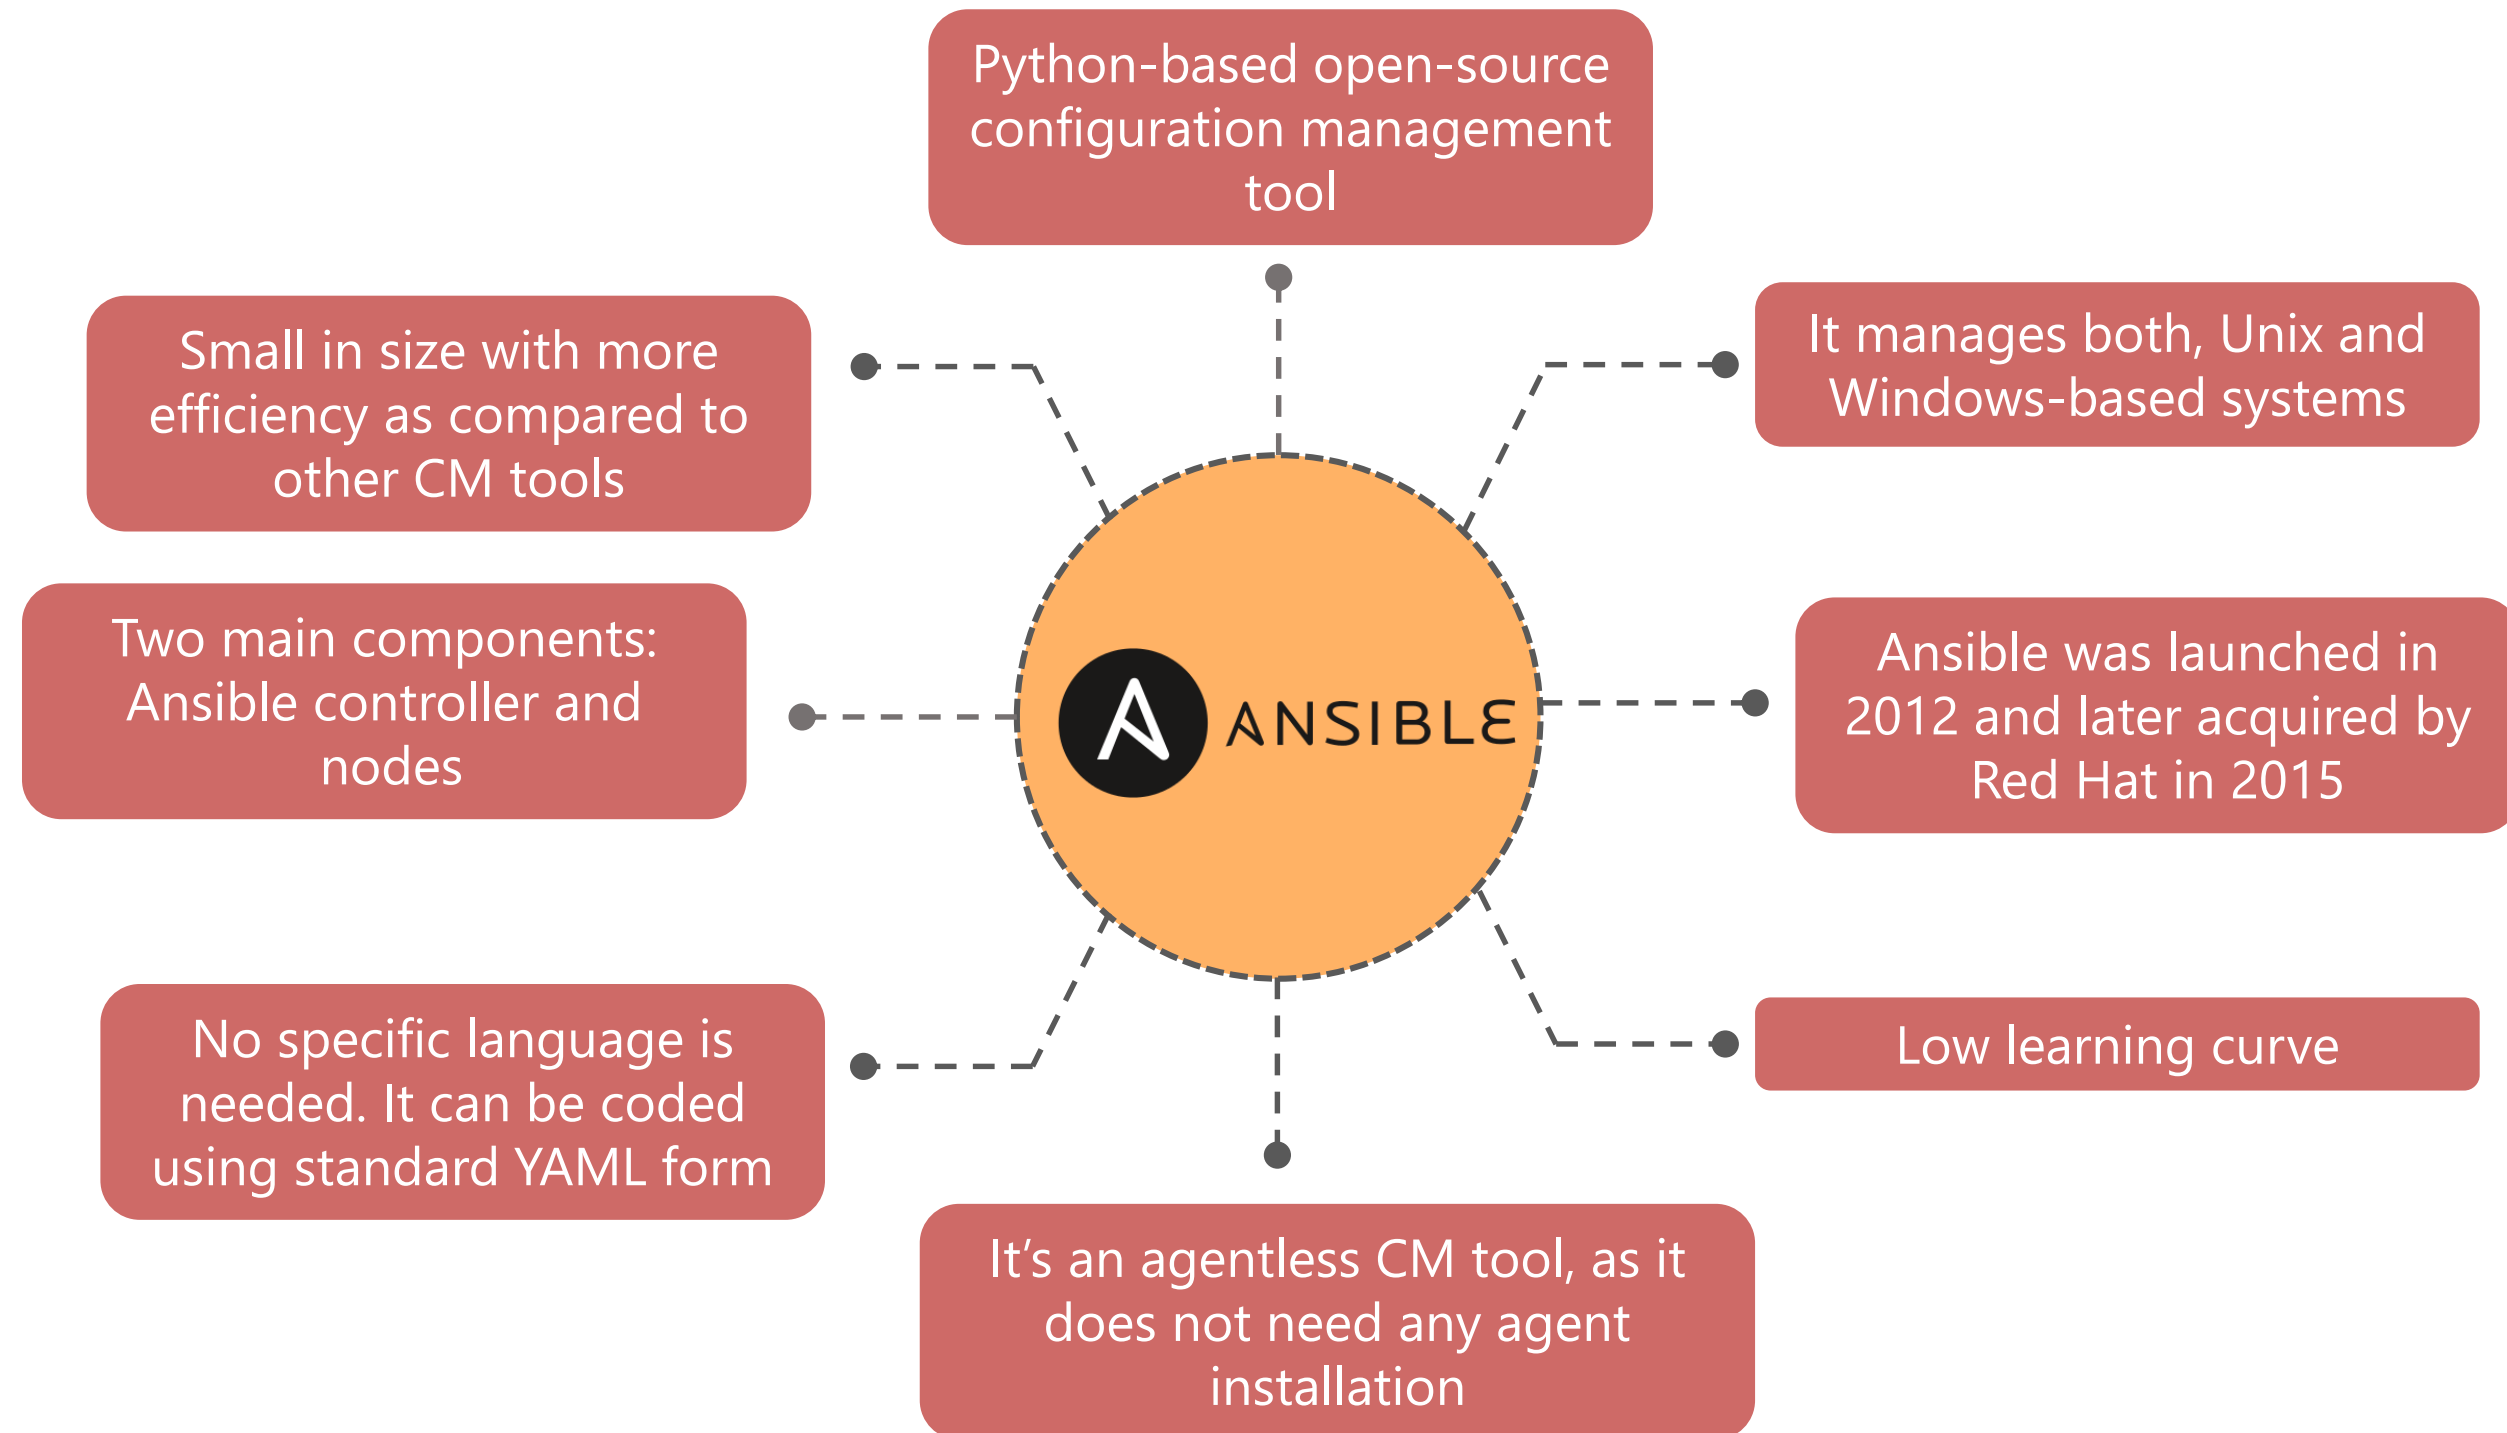 Python-based open-source
configuration management
tool
Small in size with more
efficiency as compared to
other CM tools
It manages both, Unix and
Windows-based systems
Two main components:
Ansible controller and
nodes
ANSIBLE
Ansible was launched in
2012 and later acquired by
Red Hat in 2015
No specific language is
needed. It can be coded
using standard YAML form
Low learning curve
It’s an agentless CM tool, as it
does not need any agent
installation